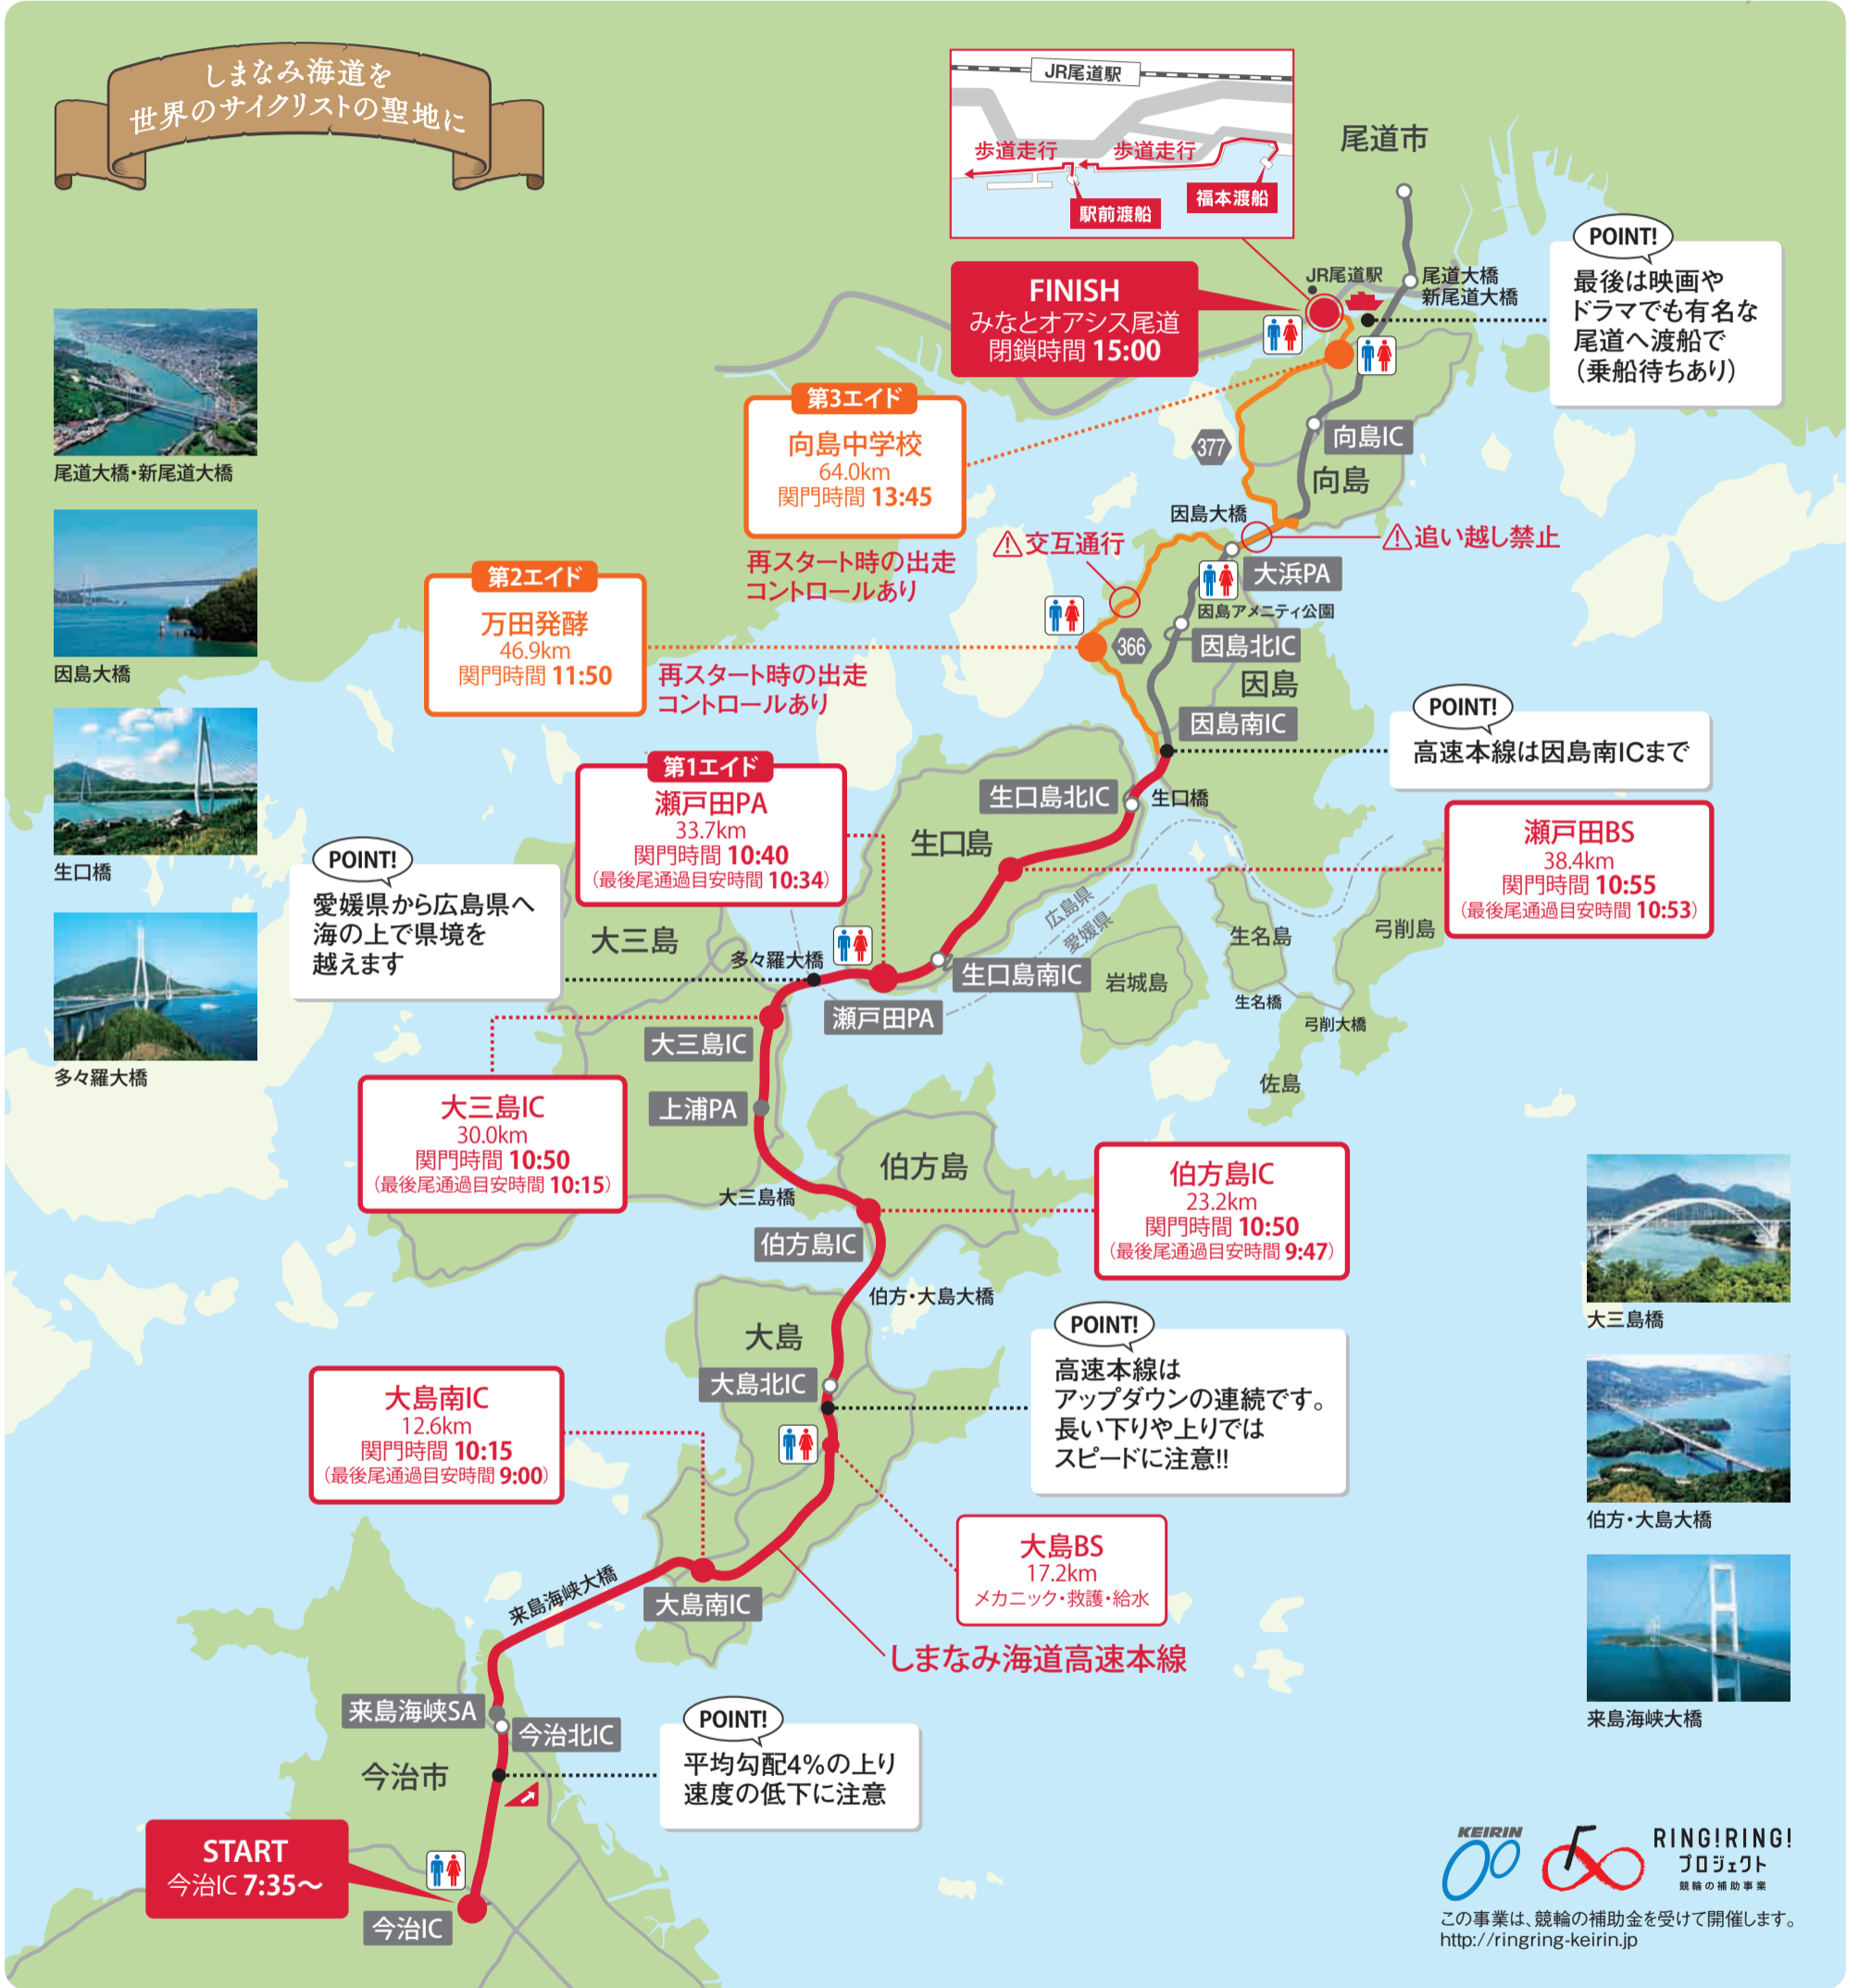 しまなみ海道を
世界のサイクリストの聖地に
JR尾道駅
歩道走行
歩道走行
駅前渡船
福本渡船
尾道市
POINT!
最後は映画や
ドラマでも有名な
尾道へ渡船で
(乗船待ちあり)
JR尾道駅
尾道大橋
新尾道大橋
FINISH
みなとオアシス尾道
閉鎖時間 15:00
尾道大橋・新尾道大橋
第3エイド
向島中学校
64.0km
関門時間 13:45
再スタート時の出走
コントロールあり
377
向島IC
向島
因島大橋
追い越し禁止
交互通行
大浜PA
因島アメニティ公園
因島大橋
第2エイド
万田発酵
46.9km
関門時間 11:50
再スタート時の出走
コントロールあり
366
因島北IC
因島
因島南IC
POINT!
高速本線は因島南ICまで
生口橋
第1エイド
瀬戸田PA
33.7km
関門時間 10:40
(最後尾通過目安時間 10:34)
生口島北IC
生口橋
生口島
瀬戸田BS
38.4km
関門時間 10:55
(最後尾通過目安時間 10:53)
POINT!
愛媛県から広島県へ
海の上で県境を
越えます
大三島
多々羅大橋
広島県
愛媛県
生口島南IC
岩城島
生名島
弓削島
生名橋
弓削大橋
佐島
瀬戸田PA
多々羅大橋
大三島IC
上浦PA
大三島IC
30.0km
関門時間 10:50
(最後尾通過目安時間 10:15)
大三島橋
伯方島
伯方島IC
伯方島IC
23.2km
関門時間 10:50
(最後尾通過目安時間 9:47)
大三島橋
伯方・大島大橋
大島
大島北IC
POINT!
高速本線は
アップダウンの連続です。
長い下りや上りでは
スピードに注意!!
大島南IC
12.6km
関門時間 10:15
(最後尾通過目安時間 9:00)
伯方・大島大橋
大島BS
17.2km
メカニック・救護・給水
来島海峡大橋
大島南IC
しまなみ海道高速本線
来島海峡大橋
来島海峡SA
今治北IC
今治市
POINT!
平均勾配4%の上り
速度の低下に注意
START
今治IC 7:35〜
今治IC
KEIRIN
RING!RING!
プロジェクト
競輪の補助事業
この事業は、競輪の補助金を受けて開催します。
http://ringring-keirin.jp